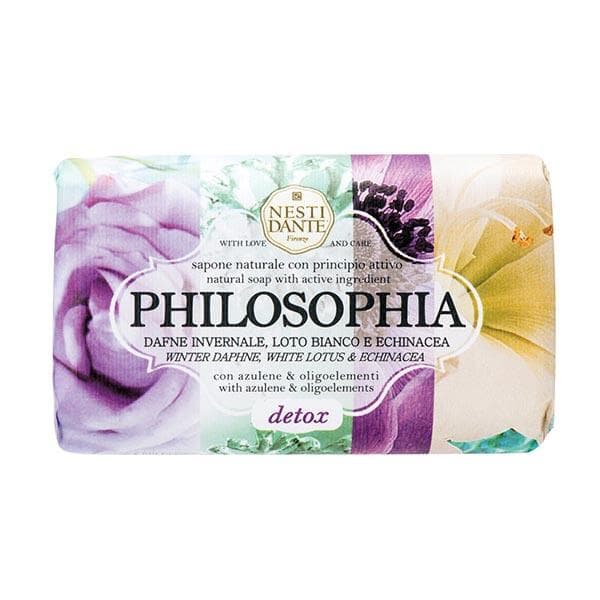 NESTI
DANTE
Firenze
WITH LOVE AND CARE
sapone naturale con principio attivo
natural soap with active ingredient
PHILOSOPHIA
DAFNE INVERNALE, LOTO BIANCO E ECHINACEA
WINTER DAPHNE, WHITE LOTUS & ECHINACEA
con azulene & oligoelementi
with azulene & oligoelements
detox